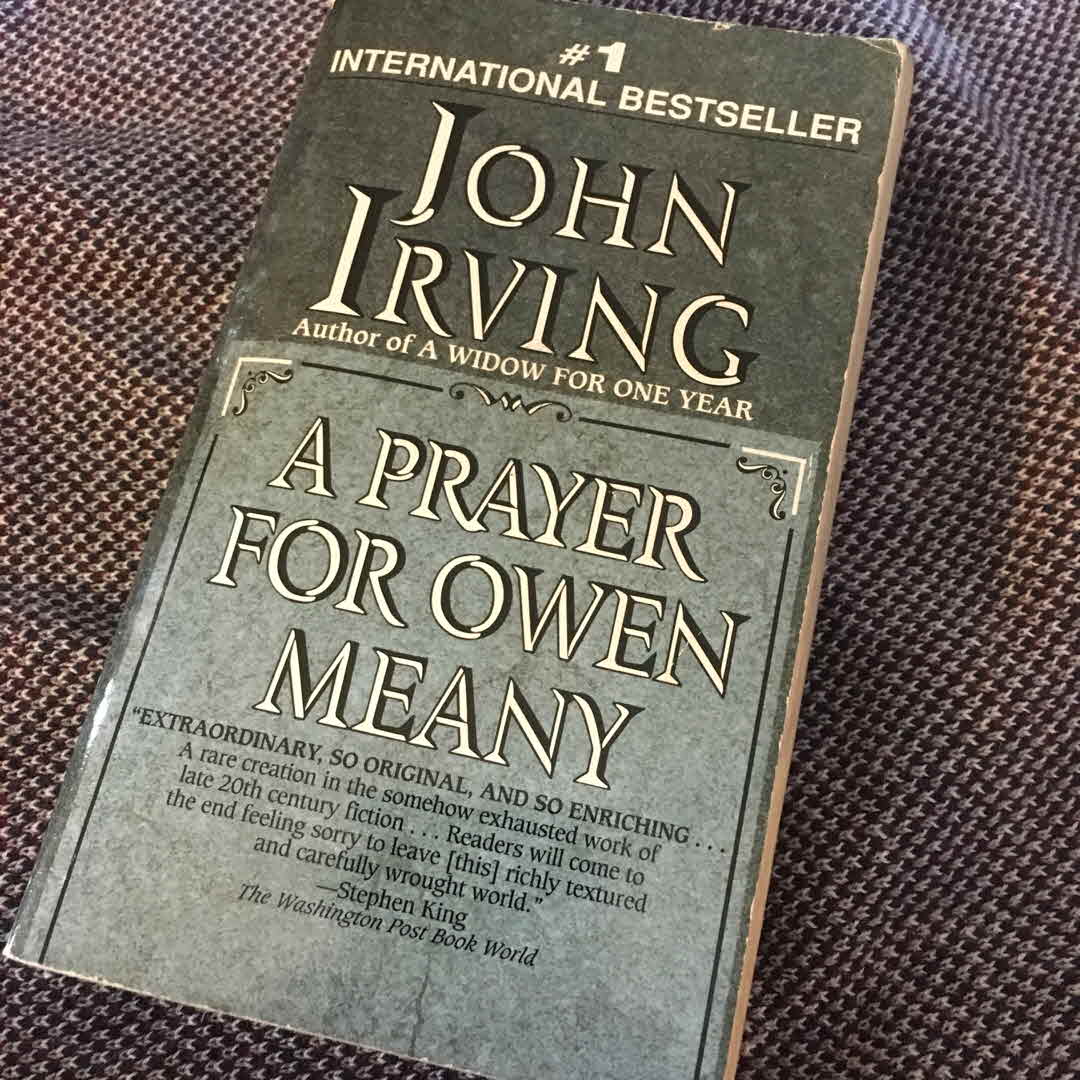 #1
INTERNATIONAL BESTSELLER
JOHN
IRVING
Author of A WIDOW FOR ONE YEAR
A PRAYER
FOR OWEN
MEANY
“EXTRAORDINARY, SO ORIGINAL, AND SO ENRICHING . . .
A rare creation in the somehow exhausted work of
late 20th century fiction . . . Readers will come to
the end feeling sorry to leave [this] richly textured
and carefully wrought world.”
—Stephen King
The Washington Post Book World